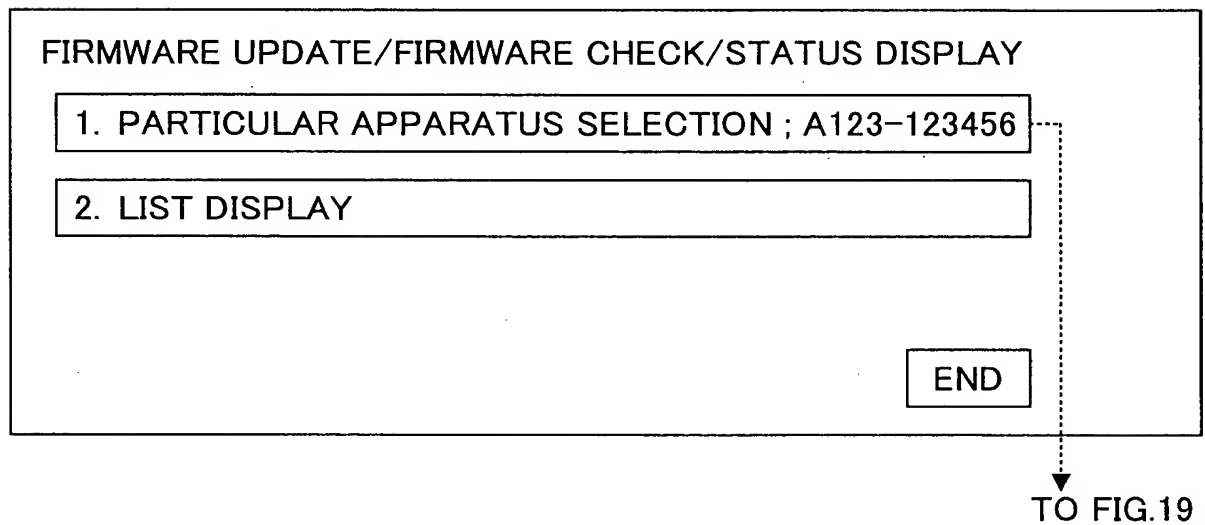 FIRMWARE UPDATE/FIRMWARE CHECK/STATUS DISPLAY
1. PARTICULAR APPARATUS SELECTION ; A123-123456
2. LIST DISPLAY
END
TO FIG.19